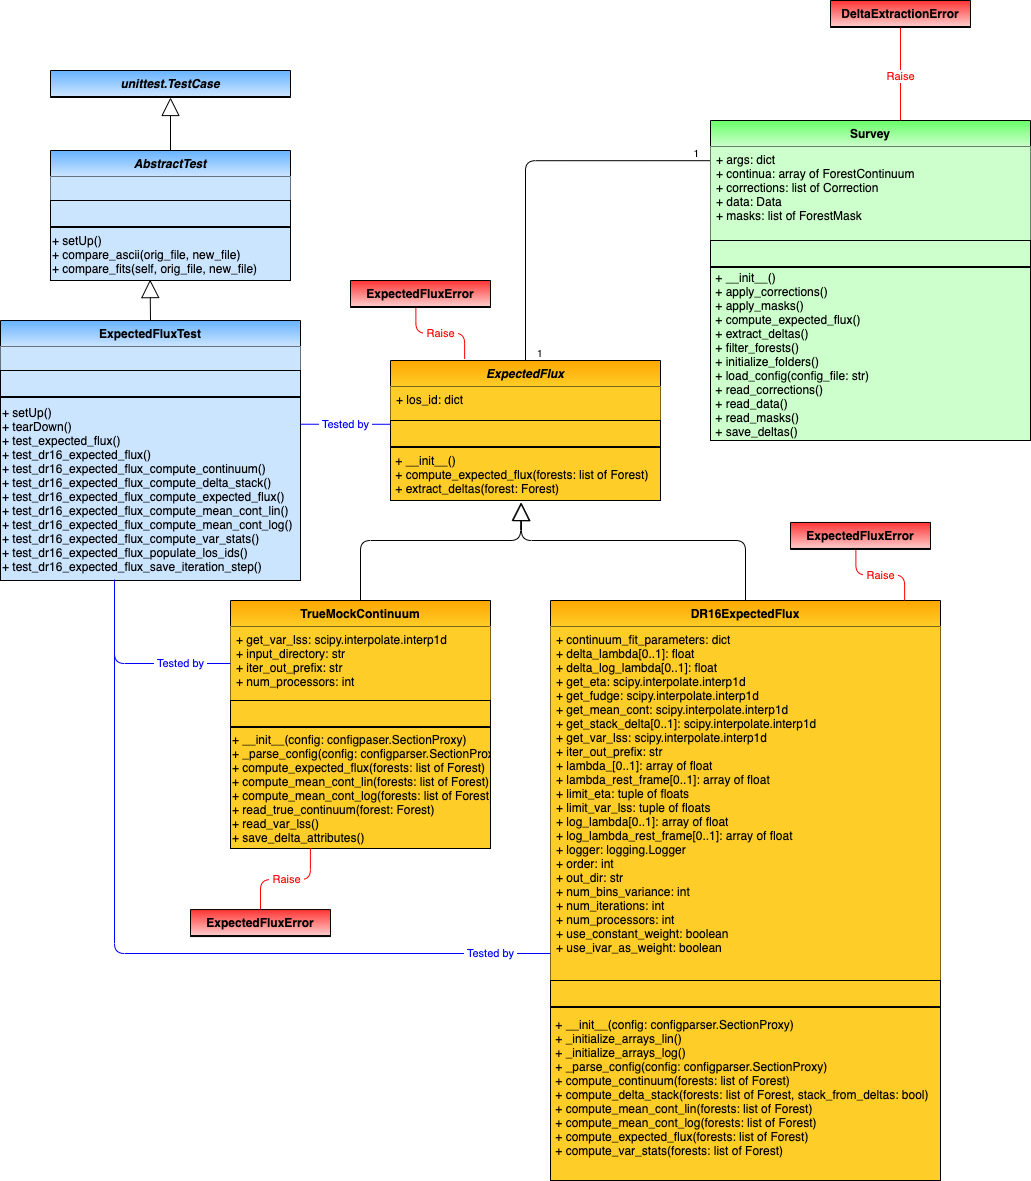 DeltaExtractionError
Raise
unittest.TestCase
AbstractTest
+ setUp()
+ compare_ascii(orig_file, new_file)
+ compare_fits(self, orig_file, new_file)
1
Survey
+ args: dict
+ continua: array of ForestContinuum
+ corrections: list of Correction
+ data: Data
+ masks: list of ForestMask
+ __init__()
+ apply_corrections()
+ apply_masks()
+ compute_expected_flux()
+ extract_deltas()
+ filter_forests()
+ initialize_folders()
+ load_config(config_file: str)
+ read_corrections()
+ read_data()
+ read_masks()
+ save_deltas()
ExpectedFluxError
Raise
1
ExpectedFlux
+ los_id: dict
+ __init__()
+ compute_expected_flux(forests: list of Forest)
+ extract_deltas(forest: Forest)
ExpectedFluxTest
+ setUp()
+ tearDown()
+ test_expected_flux()
+ test_dr16_expected_flux()
+ test_dr16_expected_flux_compute_continuum()
+ test_dr16_expected_flux_compute_delta_stack()
+ test_dr16_expected_flux_compute_expected_flux()
+ test_dr16_expected_flux_compute_mean_cont_lin()
+ test_dr16_expected_flux_compute_mean_cont_log()
+ test_dr16_expected_flux_compute_var_stats()
+ test_dr16_expected_flux_populate_los_ids()
+ test_dr16_expected_flux_save_iteration_step()
Tested by
ExpectedFluxError
Raise
TrueMockContinuum
+ get_var_lss: scipy.interpolate.interp1d
+ input_directory: str
+ iter_out_prefix: str
+ num_processors: int
+ __init__(config: configpaser.SectionProxy)
+ _parse_config(config: configparser.SectionProx
+ compute_expected_flux(forests: list of Forest)
+ compute_mean_cont_lin(forests: list of Forest)
+ compute_mean_cont_log(forests: list of Forest
+ read_true_continuum(forest: Forest)
+ read_var_lss()
+ save_delta_attributes()
Tested by
Raise
ExpectedFluxError
DR16ExpectedFlux
+ continuum_fit_parameters: dict
+ delta_lambda[0..1]: float
+ delta_log_lambda[0..1]: float
+ get_eta: scipy.interpolate.interp1d
+ get_fudge: scipy.interpolate.interp1d
+ get_mean_cont: scipy.interpolate.interp1d
+ get_stack_delta[0..1]: scipy.interpolate.interp1d
+ get_var_lss: scipy.interpolate.interp1d
+ iter_out_prefix: str
+ lambda_[0..1]: array of float
+ lambda_rest_frame[0..1]: array of float
+ limit_eta: tuple of floats
+ limit_var_lss: tuple of floats
+ log_lambda[0..1]: array of float
+ log_lambda_rest_frame[0..1]: array of float
+ logger: logging.Logger
+ order: int
+ out_dir: str
+ num_bins_variance: int
+ num_iterations: int
+ num_processors: int
+ use_constant_weight: boolean
+ use_ivar_as_weight: boolean
Tested by
+ __init__(config: configparser.SectionProxy)
+ _initialize_arrays_lin()
+ _initialize_arrays_log()
+ _parse_config(config: configparser.SectionProxy)
+ compute_continuum(forests: list of Forest)
+ compute_delta_stack(forests: list of Forest, stack_from_deltas: bool)
+ compute_mean_cont_lin(forests: list of Forest)
+ compute_mean_cont_log(forests: list of Forest)
+ compute_expected_flux(forests: list of Forest)
+ compute_var_stats(forests: list of Forest)